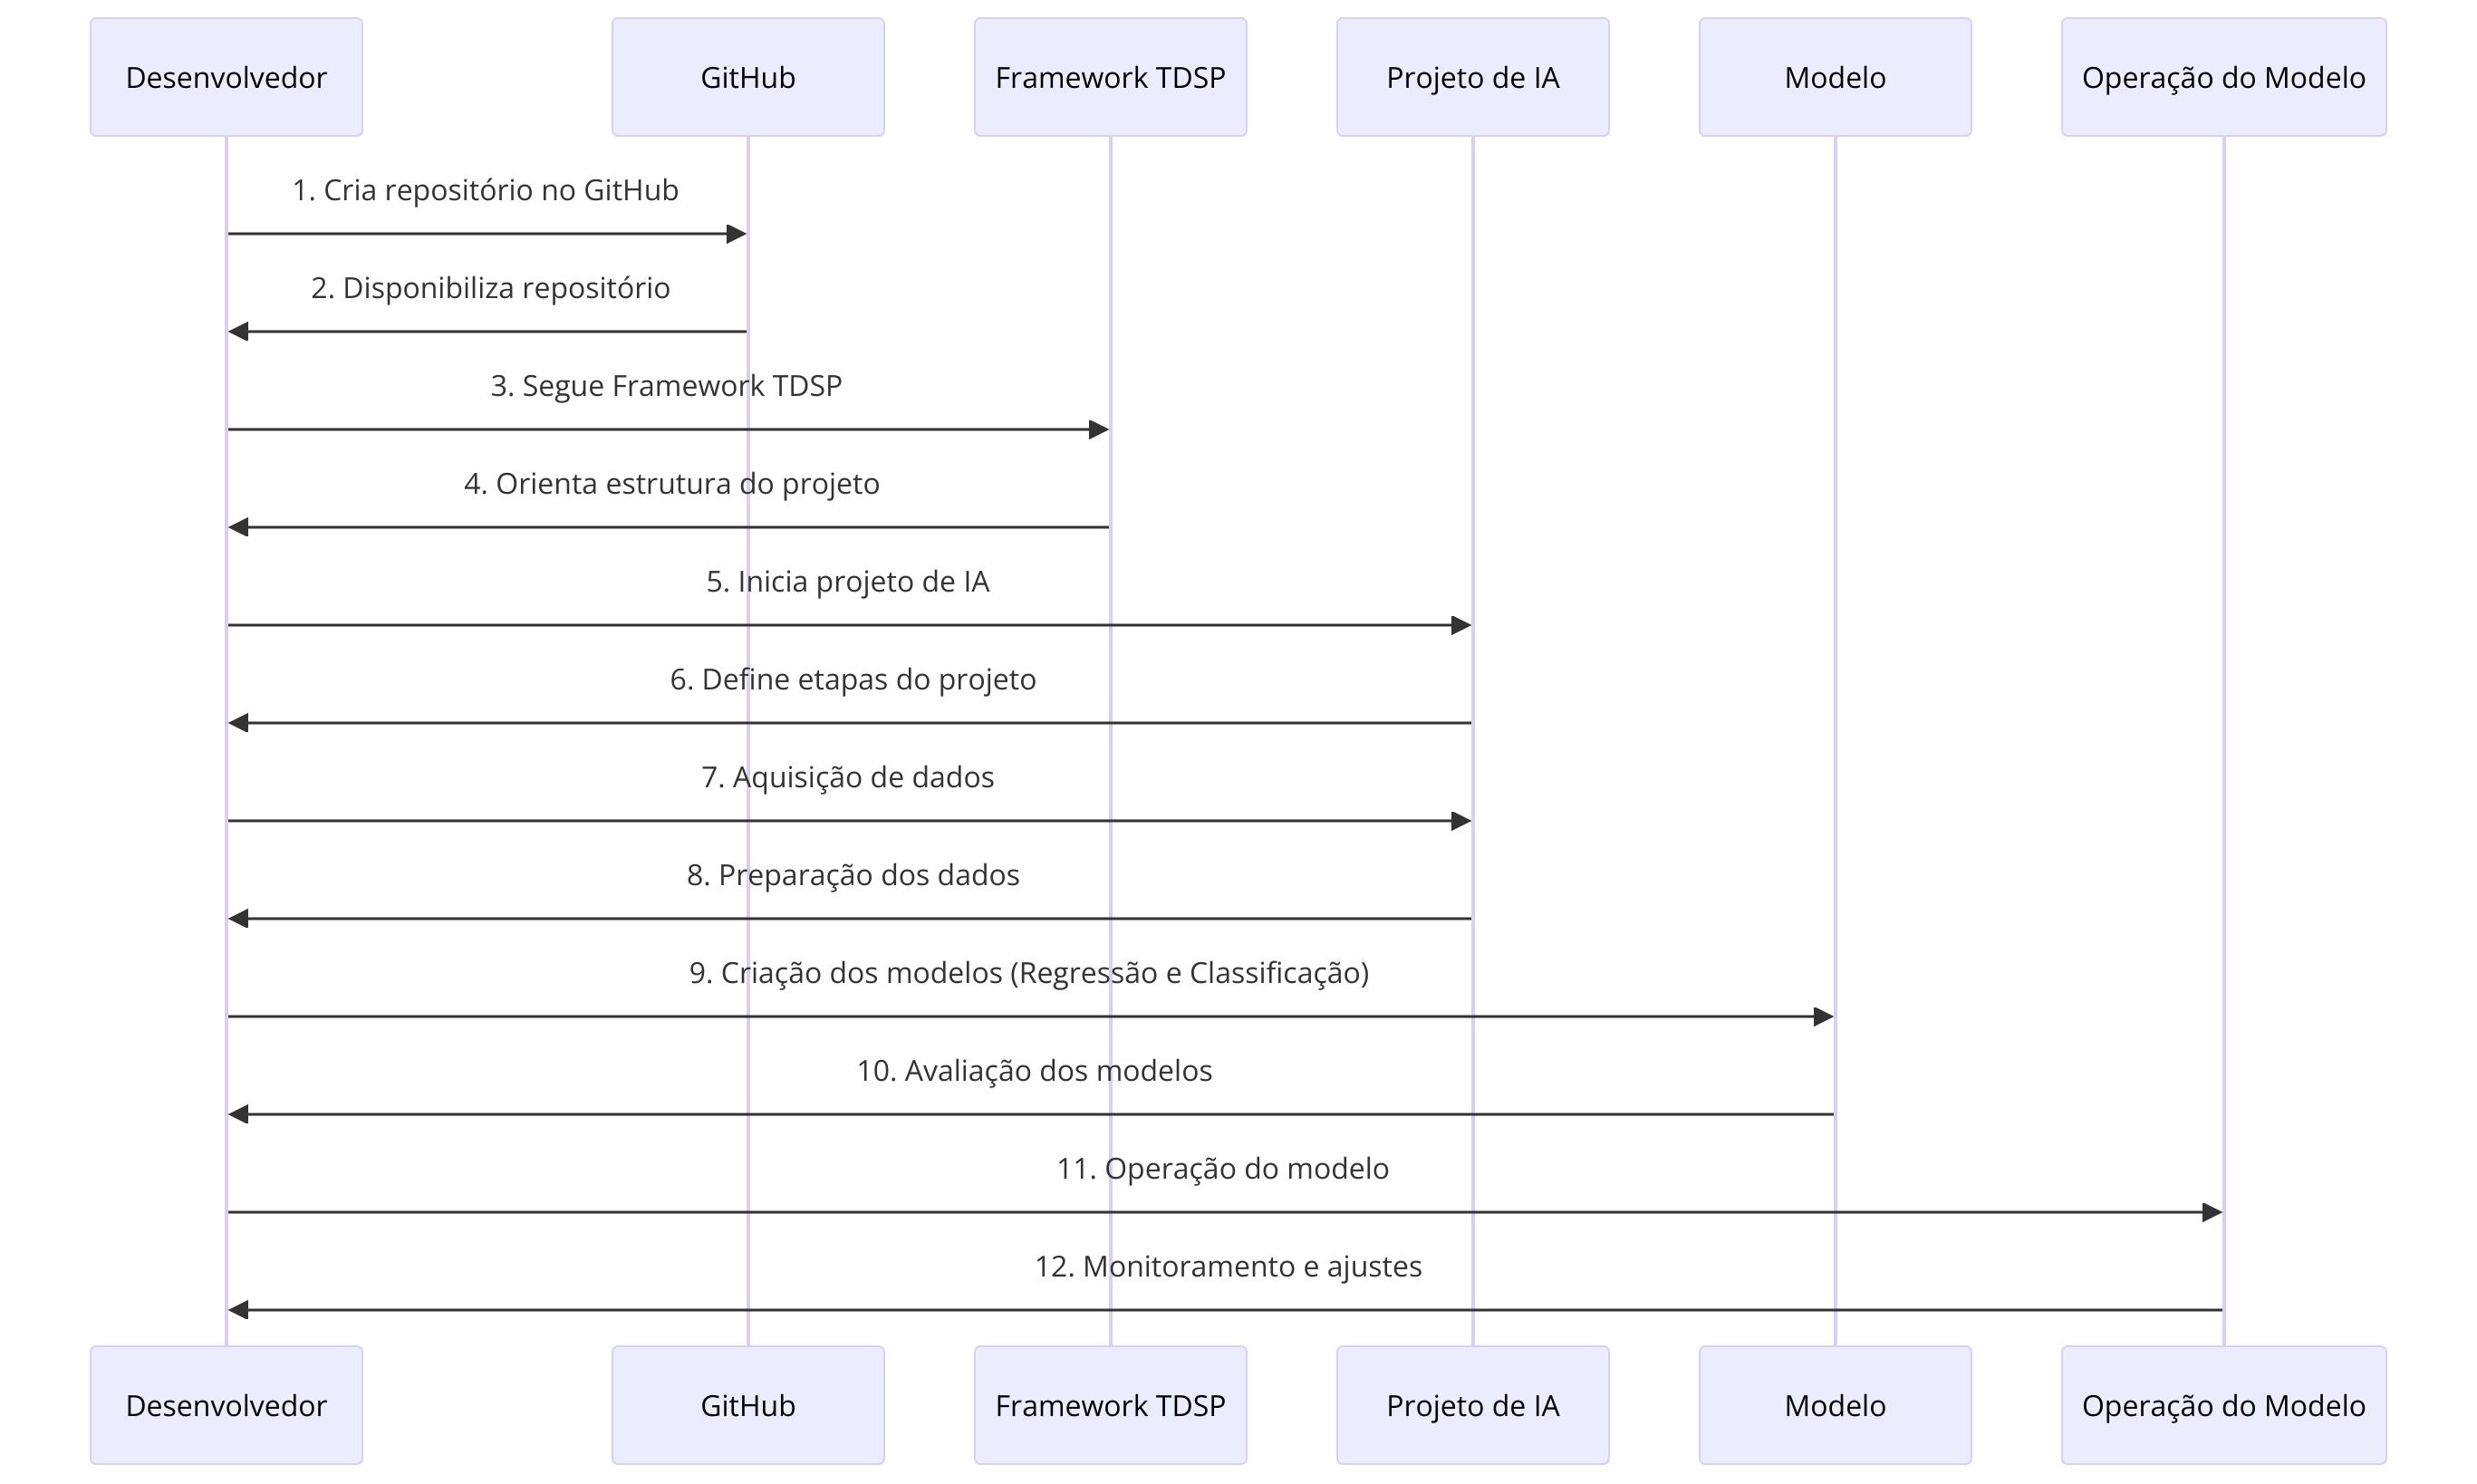 Desenvolvedor
GitHub
Framework TDSP
Projeto de IA
Modelo
Operação do Modelo
1. Cria repositório no GitHub
2. Disponibiliza repositório
3. Segue Framework TDSP
4. Orienta estrutura do projeto
5. Inicia projeto de IA
6. Define etapas do projeto
7. Aquisição de dados
8. Preparação dos dados
9. Criação dos modelos (Regressão e Classificação)
10. Avaliação dos modelos
11. Operação do modelo
12. Monitoramento e ajustes
Desenvolvedor
GitHub
Framework TDSP
Projeto de IA
Modelo
Operação do Modelo